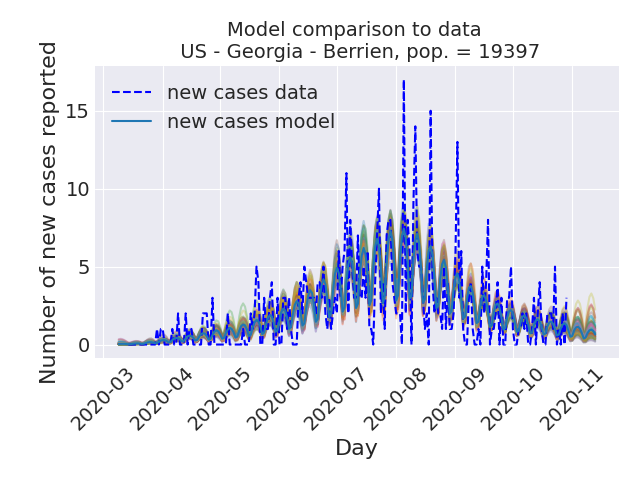 Model comparison to data
US - Georgia - Berrien, pop. = 19397
Number of new cases reported
new cases data
new cases model
15
10
5
0
2020-03
2020-04
2020-05
2020-06
2020-07
2020-08
2020-09
2020-10
2020-11
Day